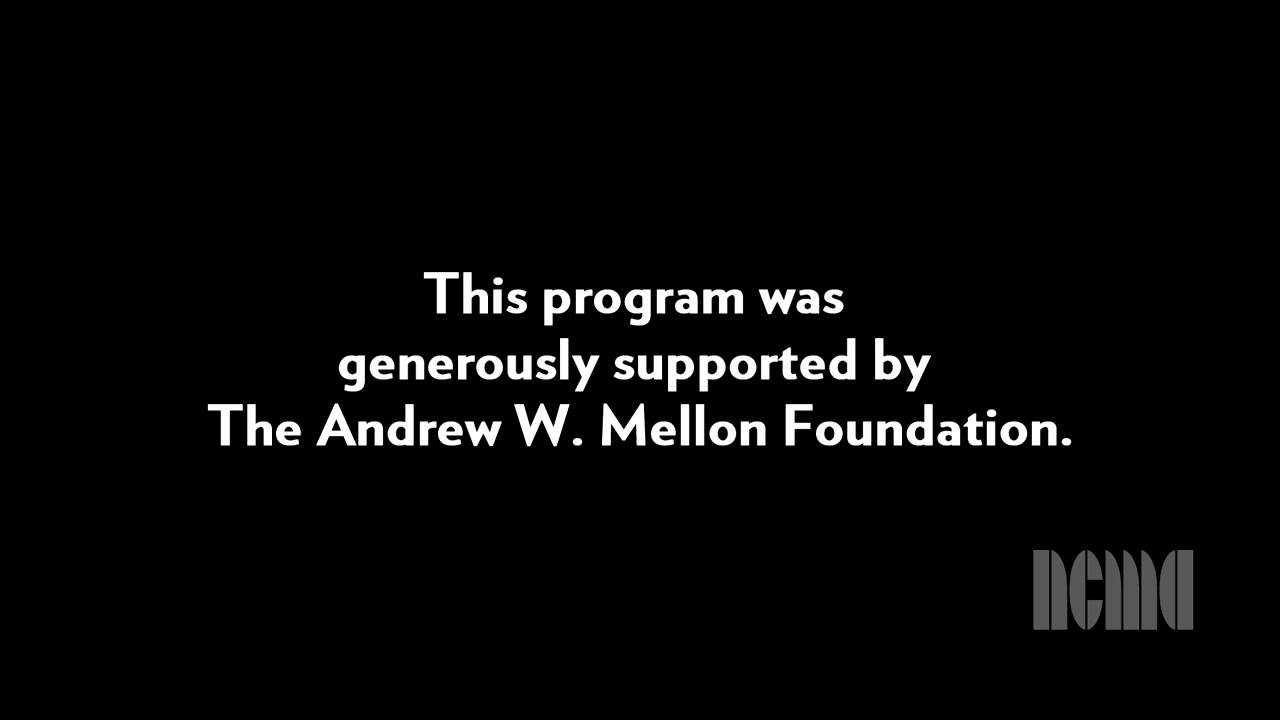 This program was
generously supported by
The Andrew W. Mellon Foundation.
ncma